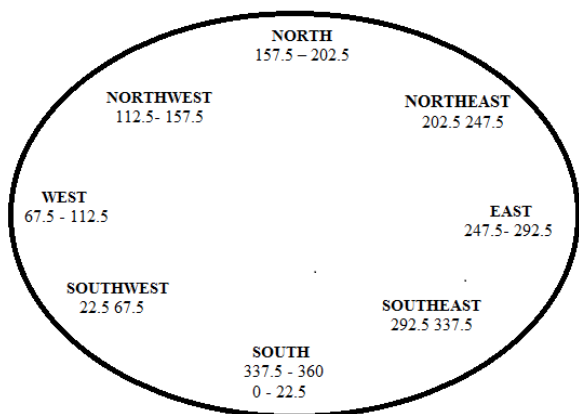 NORTH
157.5 – 202.5
NORTHWEST
112.5- 157.5
NORTHEAST
202.5 247.5
WEST
67.5 - 112.5
EAST
247.5- 292.5
SOUTHWEST
22.5 67.5
SOUTHEAST
292.5 337.5
SOUTH
337.5 - 360
0 - 22.5